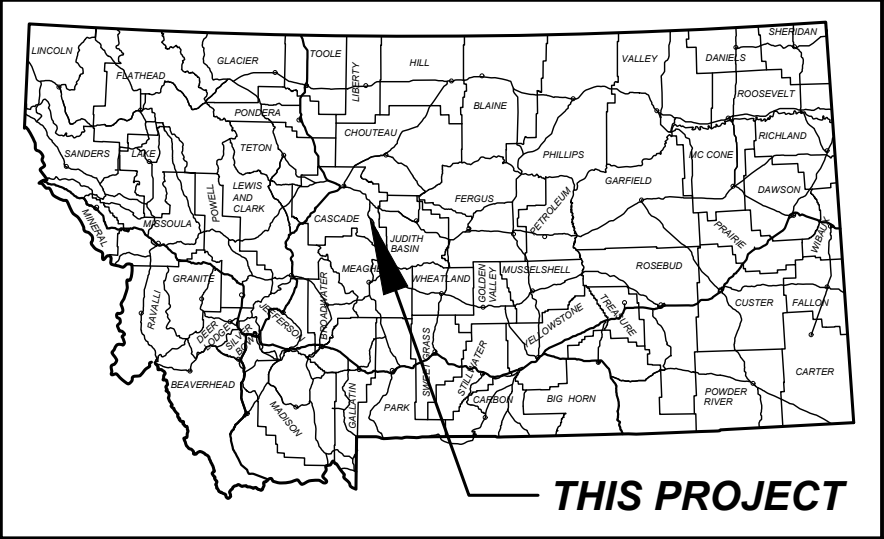 SHERIDAN
LINCOLN
GLACIER
TOOLE
LIBERTY
HILL
VALLEY
DANIELS
FLATHEAD
ROOSEVELT
BLAINE
PONDERA
CHOUTEAU
RICHLAND
SANDERS
LAKE
TETON
PHILLIPS
MC CONE
POWELL
LEWIS
AND
CLARK
GARFIELD
DAWSON
FERGUS
PETROLEUM
MINERAL
MISSOULA
CASCADE
JUDITH
BASIN
PRAIRIE
WIBAUX
MEAGHE
WHEATLAND
GOLDEN
VALLEY
MUSSELSHELL
ROSEBUD
GRANITE
RAVALLI
BROADWATER
JEFFERSON
CUSTER
FALLON
DEER
LODGE
SILVER
BOW
YELLOWSTONE
TREASURE
SWEET GRASS
STILLWATER
BEAVERHEAD
MADISON
GALLATIN
PARK
CARBON
BIG HORN
POWDER
RIVER
CARTER
THIS PROJECT